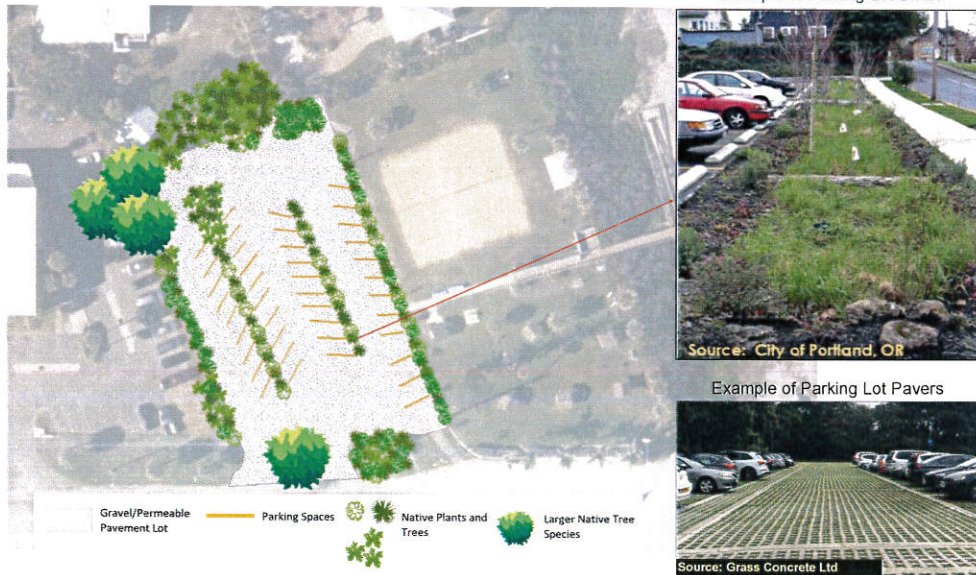 Source: City of Portland, OR
Example of Parking Lot Pavers
Source: Grass Concrete Ltd
Gravel/Permeable
Pavement Lot
Parking Spaces
Native Plants and
Trees
Larger Native Tree
Species